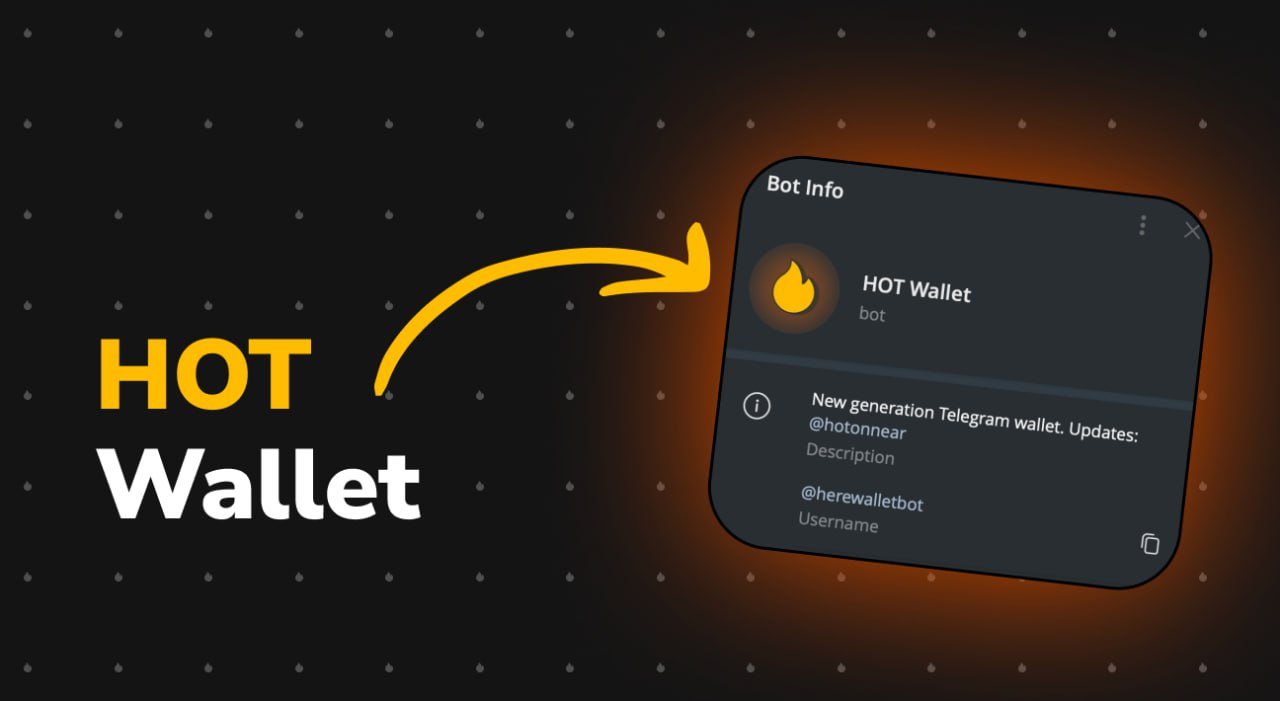 HOT
Wallet
Bot Info
HOT Wallet
bot
New generation Telegram wallet. Updates:
@hotonnear
Description
@herewalletbot
Username